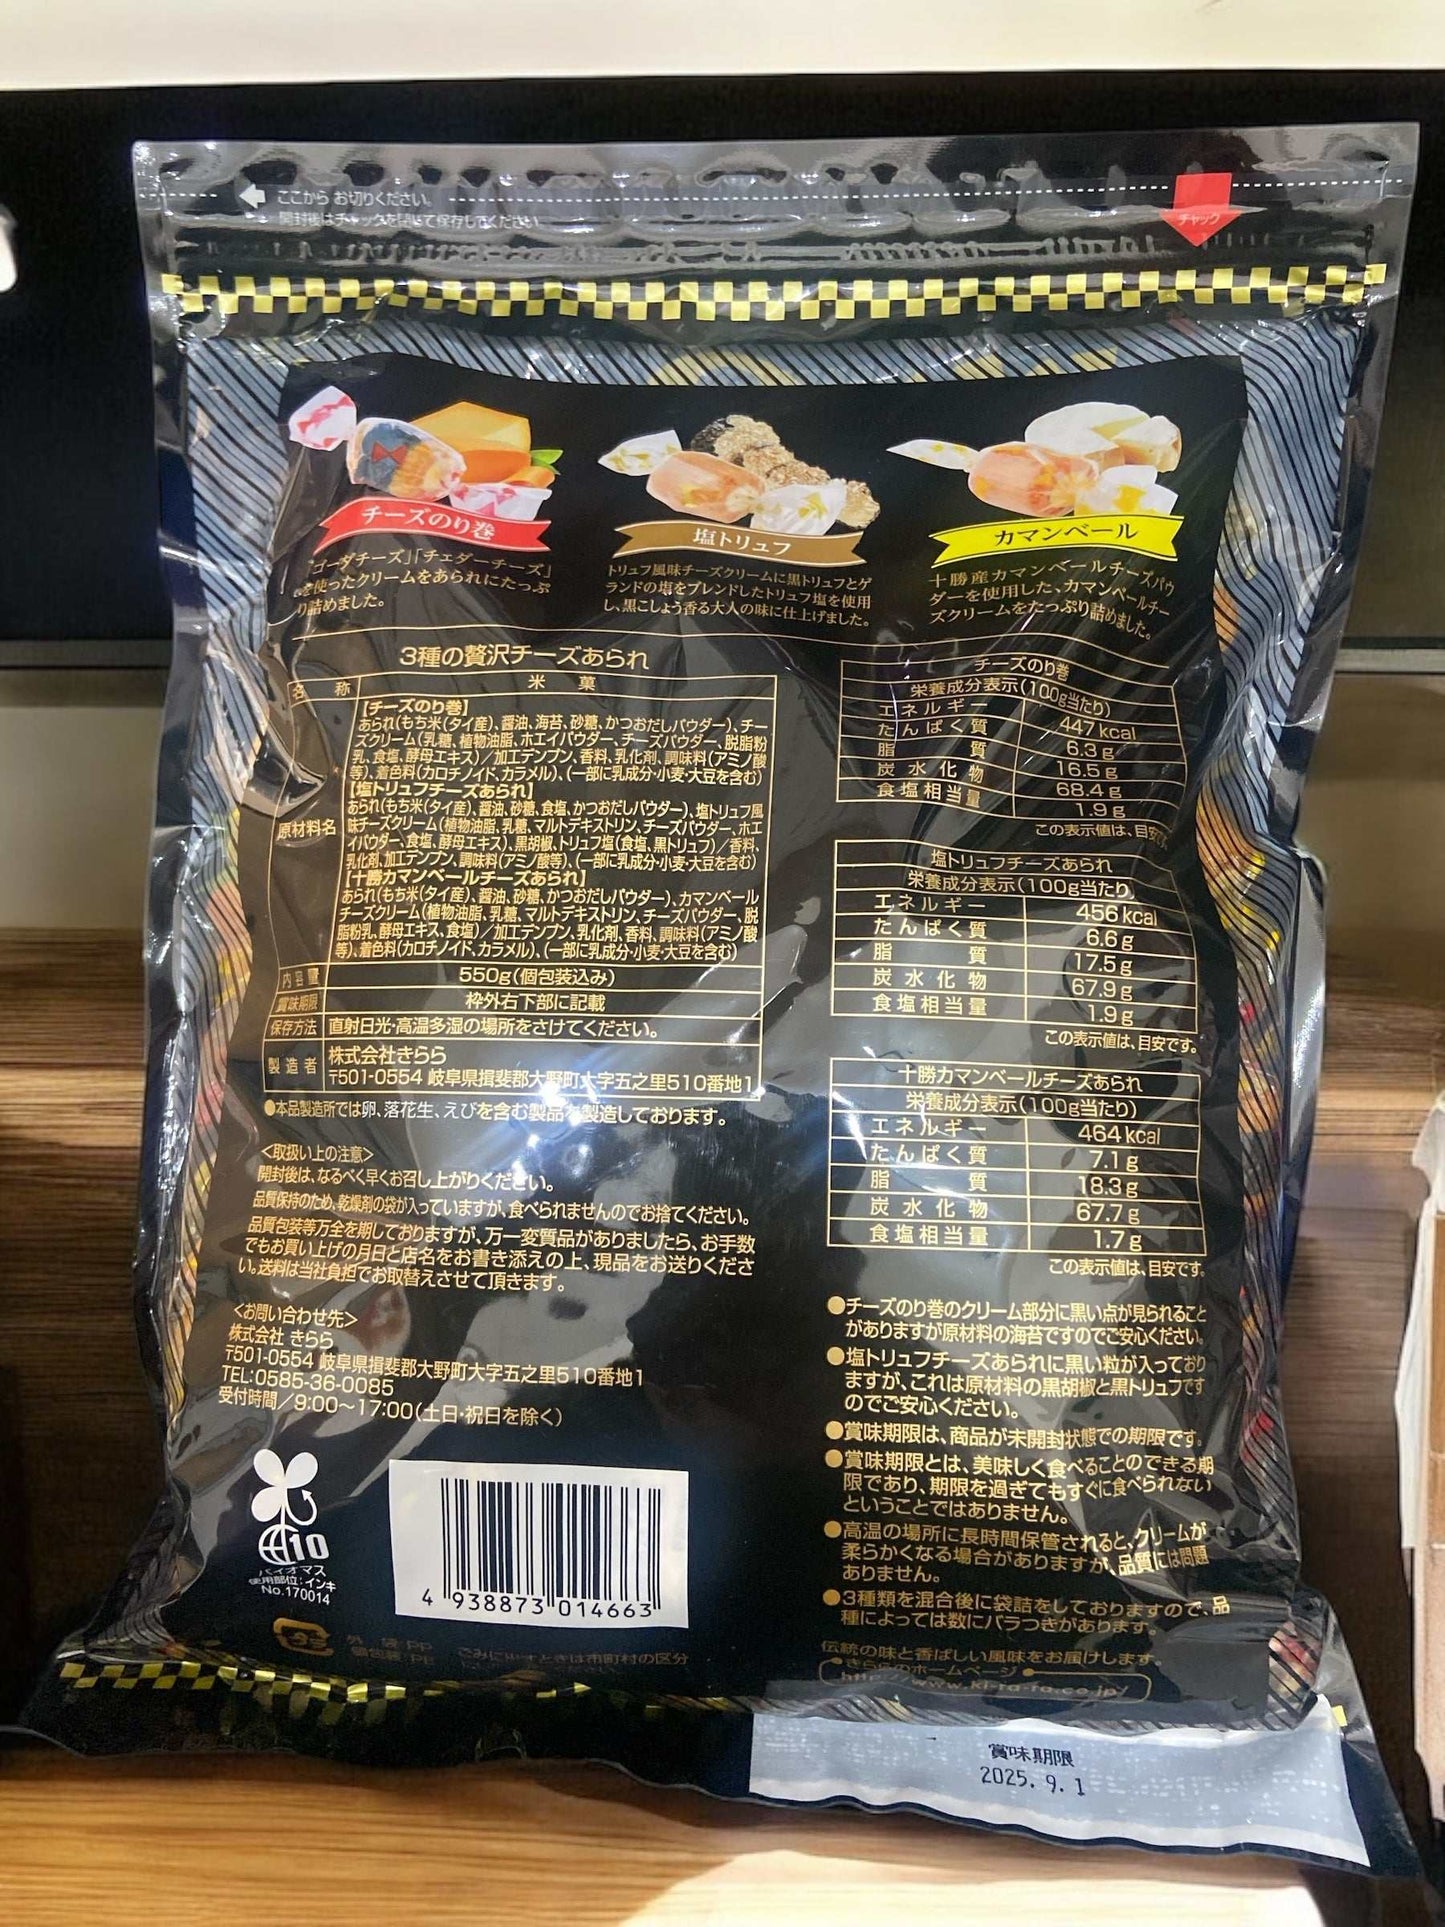 ここから お切りください。
開封後はチャックを閉じて保存してください
チャック
チーズのり巻
「ゴーダチーズ」「チェダーチーズ」
を使ったクリームをあられにたっぷ
り詰めました。
塩トリュフ
トリュフ風味チーズクリームに黒トリュフとゲ
ランドの塩をブレンドしたトリュフ塩を使用
し、黒こしょう香る大人の味に仕上げました。
カマンベール
十勝産カマンベールチーズパウ
ダーを使用した、カマンベールチー
ズクリームをたっぷり詰めました。
3種の贅沢チーズあられ
名称 米菓
原材料名
【チーズのり巻】
あられ(もち米(タイ産)、醤油、海苔、砂糖、かつおだしパウダー)、チー
ズクリーム(乳糖、植物油脂、ホエイパウダー、チーズパウダー、脱脂粉
乳、食塩、酵母エキス)/加工デンプン、香料、乳化剤、調味料(アミノ酸
等)、着色料(カロチノイド、カラメル)、(一部に乳成分・小麦・大豆を含む)
【塩トリュフチーズあられ】
あられ(もち米(タイ産)、醤油、砂糖、食塩、かつおだしパウダー)、塩トリュフ風
味チーズクリーム(植物油脂、乳糖、マルトデキストリン、チーズパウダー、ホエ
イパウダー、食塩、酵母エキス)、黒胡椒、トリュフ塩(食塩、黒トリュフ)/香料、
乳化剤、加工デンプン、調味料(アミノ酸等)、(一部に乳成分・小麦・大豆を含む)
【十勝カマンベールチーズあられ】
あられ(もち米(タイ産)、醤油、砂糖、かつおだしパウダー)、カマンベール
チーズクリーム(植物油脂、乳糖、マルトデキストリン、チーズパウダー、脱
脂粉乳、酵母エキス、食塩)/加工デンプン、乳化剤、香料、調味料(アミノ酸
等)、着色料(カロチノイド、カラメル)、(一部に乳成分・小麦・大豆を含む)
内容量 550g(個包装込み)
賞味期限 枠外右下部に記載
保存方法 直射日光・高温多湿の場所をさけてください。
製造者 株式会社きらら
〒501-0554 岐阜県揖斐郡大野町大字五之里510番地1
●本品製造所では卵、落花生、えびを含む製品を製造しております。
<取扱い上の注意>
開封後は、なるべく早くお召し上がりください。
品質保持のため、乾燥剤の袋が入っていますが、食べられませんのでお捨てください。
品質包装等万全を期しておりますが、万一変質品がありましたら、お手数
でもお買い上げの月日と店名をお書き添えの上、現品をお送りくださ
い。送料は当社負担でお取替えさせて頂きます。
<お問い合わせ先>
株式会社 きらら
〒501-0554 岐阜県揖斐郡大野町大字五之里510番地1
TEL:0585-36-0085
受付時間/9:00〜17:00(土日・祝日を除く)
10
バイオマス
使用部位:インキ
No.170014
4 938873 014663
外袋:PP
個包装:PE
ごみに出すときは市町村の区分
チーズのり巻
栄養成分表示(100g当たり)
エネルギー 447kcal
たんぱく質 6.3g
脂質 16.5g
炭水化物 68.4g
食塩相当量 1.9g
この表示値は、目安です。
塩トリュフチーズあられ
栄養成分表示(100g当たり)
エネルギー 456kcal
たんぱく質 6.6g
脂質 17.5g
炭水化物 67.9g
食塩相当量 1.9g
この表示値は、目安です。
十勝カマンベールチーズあられ
栄養成分表示(100g当たり)
エネルギー 464kcal
たんぱく質 7.1g
脂質 18.3g
炭水化物 67.7g
食塩相当量 1.7g
この表示値は、目安です。
●チーズのり巻のクリーム部分に黒い点が見られること
がありますが原材料の海苔ですのでご安心ください。
●塩トリュフチーズあられに黒い粒が入っており
ますが、これは原材料の黒胡椒と黒トリュフです
のでご安心ください。
●賞味期限は、商品が未開封状態での期限です。
●賞味期限とは、美味しく食べることのできる期
限であり、期限を過ぎてもすぐに食べられない
ということではありません。
●高温の場所に長時間保管されると、クリームが
柔らかくなる場合がありますが、品質には問題
ありません。
●3種類を混合後に袋詰をしておりますので、品
種によっては数にバラつきがあります。
伝統の味と香ばしい風味をお届けします。
きららのホームページ
http://www.ki-ra-ra.co.jp/
賞味期限
2025. 9. 1